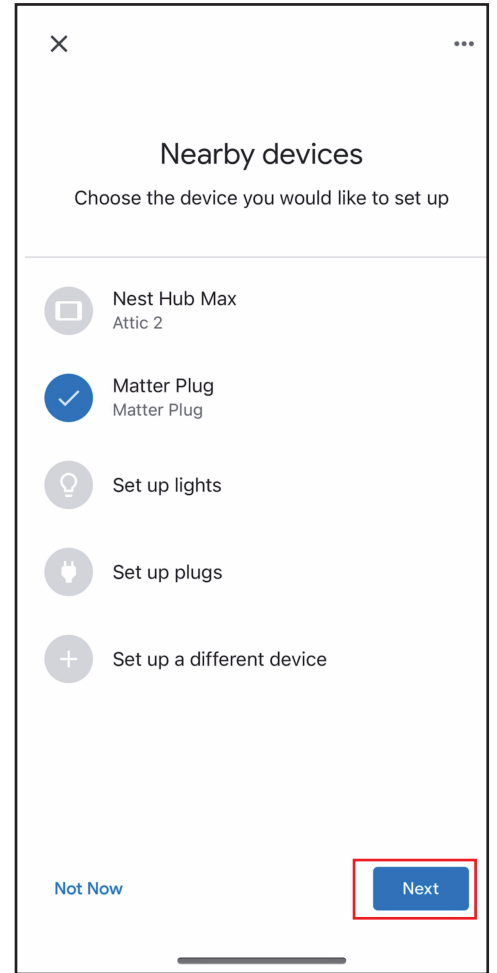 Nearby devices
Choose the device you would like to set up
Nest Hub Max
Attic 2
Matter Plug
Matter Plug
Set up lights
Set up plugs
Set up a different device
Not Now
Next